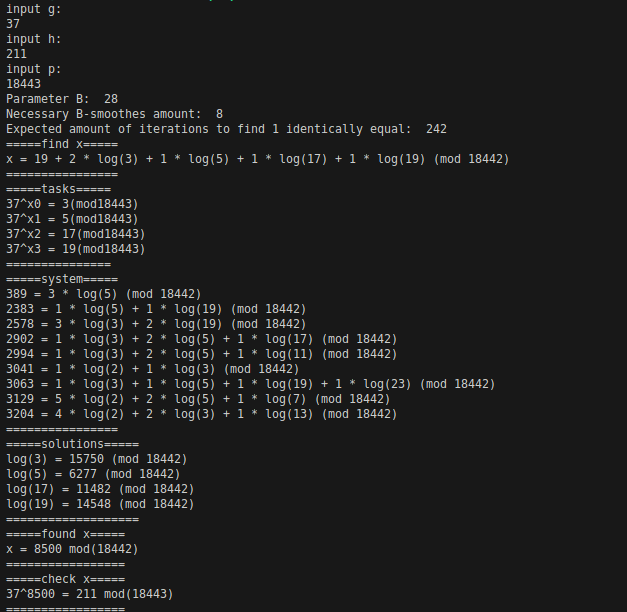 input g:
37
input h:
211
input p:
18443
Parameter B:  28
Necessary B-smoothes amount:  8
Expected amount of iterations to find 1 identically equal:  242
=====find x=====
x = 19 + 2 * log(3) + 1 * log(5) + 1 * log(17) + 1 * log(19) (mod 18442)
================
=====tasks=====
37^x0 = 3(mod18443)
37^x1 = 5(mod18443)
37^x2 = 17(mod18443)
37^x3 = 19(mod18443)
===============
=====system=====
389 = 3 * log(5) (mod 18442)
2383 = 1 * log(5) + 1 * log(19) (mod 18442)
2578 = 3 * log(3) + 2 * log(19) (mod 18442)
2902 = 1 * log(3) + 2 * log(5) + 1 * log(17) (mod 18442)
2994 = 1 * log(3) + 2 * log(5) + 1 * log(11) (mod 18442)
3041 = 1 * log(2) + 1 * log(3) (mod 18442)
3063 = 1 * log(3) + 1 * log(5) + 1 * log(19) + 1 * log(23) (mod 18442)
3129 = 5 * log(2) + 2 * log(5) + 1 * log(7) (mod 18442)
3204 = 4 * log(2) + 2 * log(3) + 1 * log(13) (mod 18442)
================
=====solutions=====
log(3) = 15750 (mod 18442)
log(5) = 6277 (mod 18442)
log(17) = 11482 (mod 18442)
log(19) = 14548 (mod 18442)
===================
=====found x=====
x = 8500 mod(18442)
=================
=====check x=====
37^8500 = 211 mod(18443)
=================